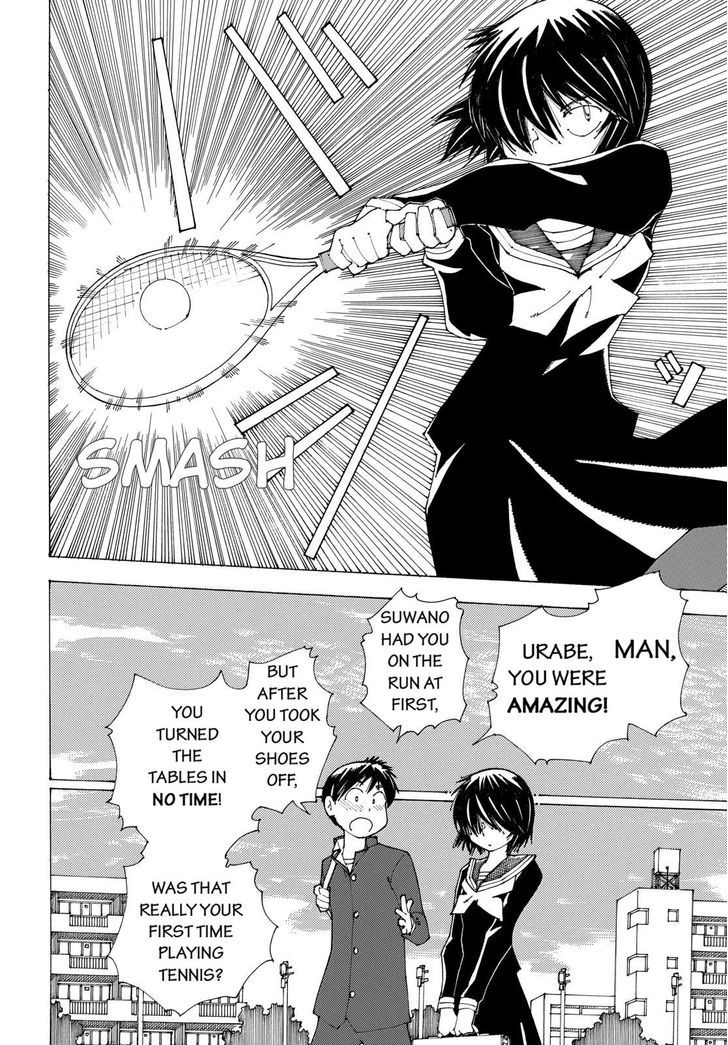 SMASH
URABE, MAN,
YOU WERE
AMAZING!
SUWANO
HAD YOU
ON THE
RUN AT
FIRST,
BUT
AFTER
YOU TOOK
YOUR
SHOES
OFF,
YOU
TURNED
THE
TABLES IN
NO TIME!
WAS THAT
REALLY YOUR
FIRST TIME
PLAYING
TENNIS?